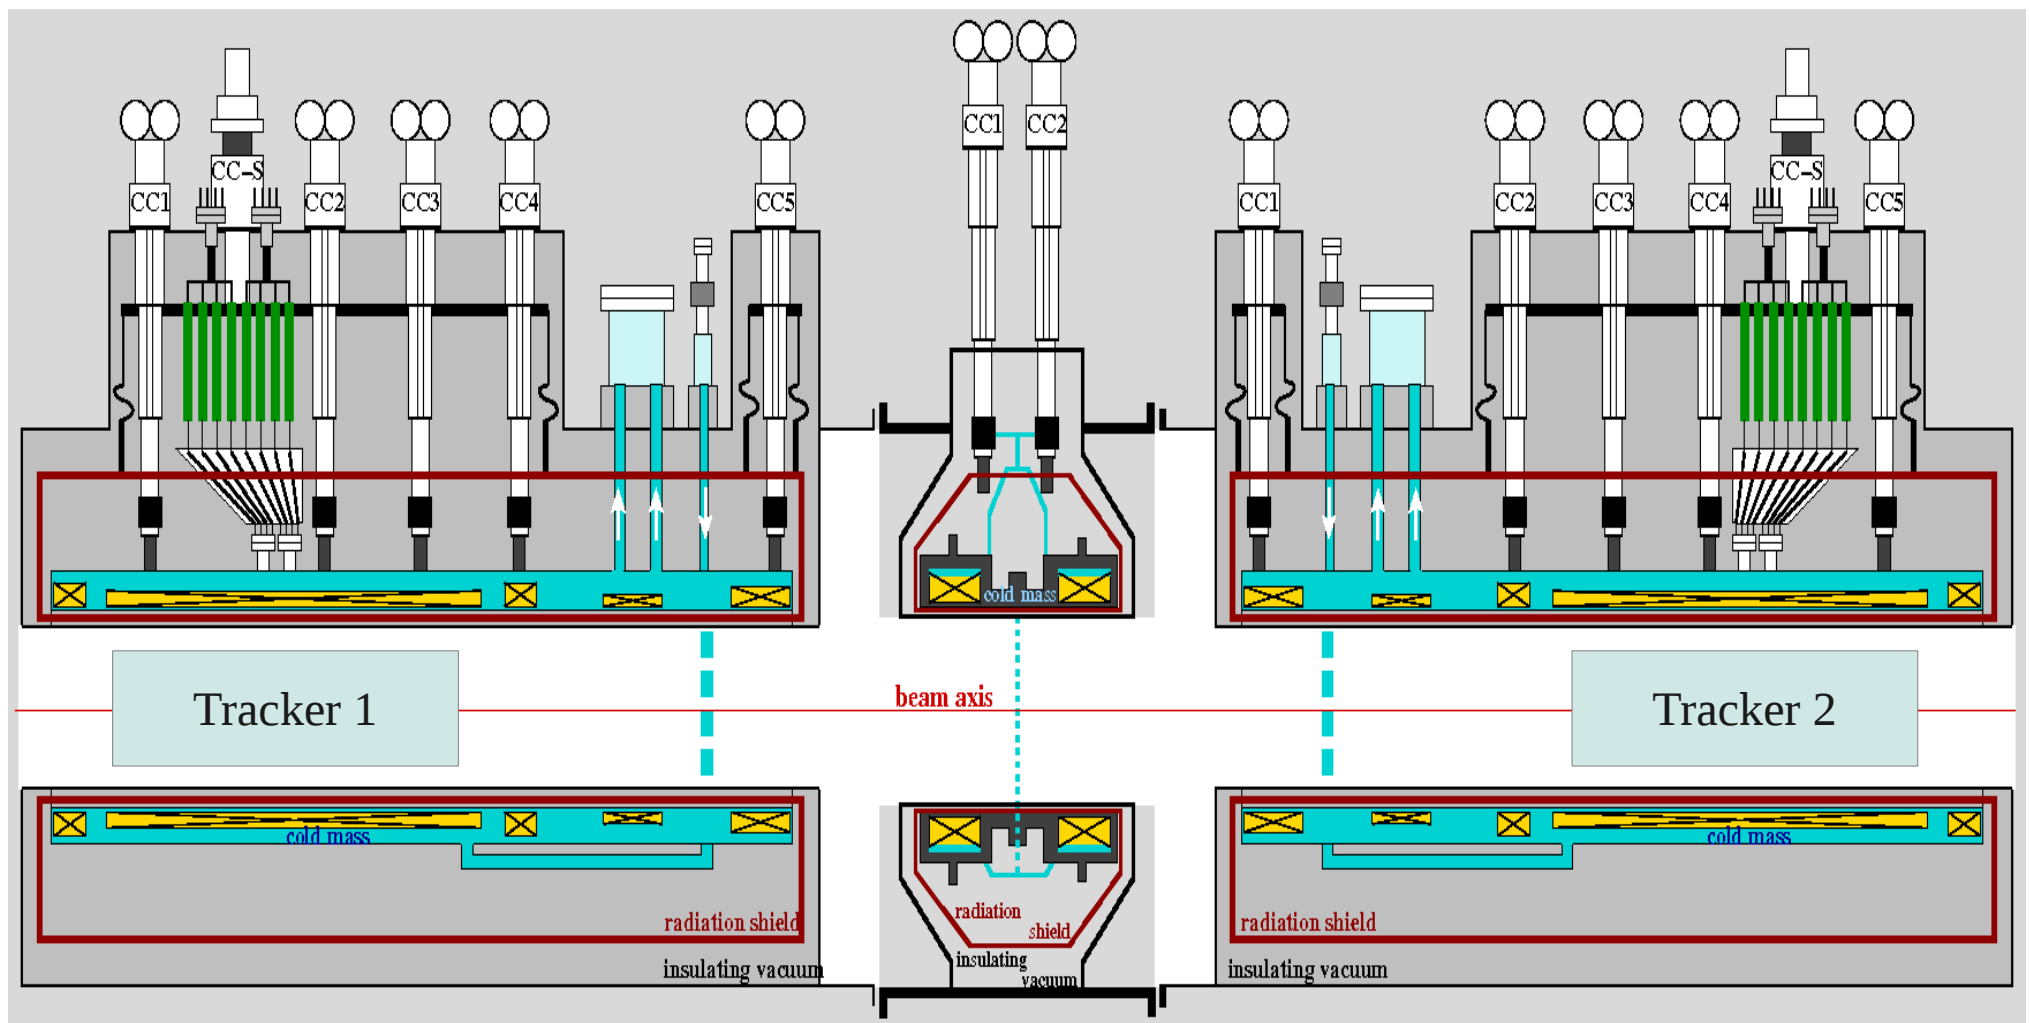 CC1
CC2
CC-S
CC-S
CC1
CC2
CC3
CC4
CC5
CC1
CC2
CC3
CC4
CC5
cold mass
beam axis
Tracker 1
Tracker 2
cold mass
cold mass
radiation shield
radiation
shield
radiation shield
insulating vacuum
insulating
vacuum
insulating vacuum